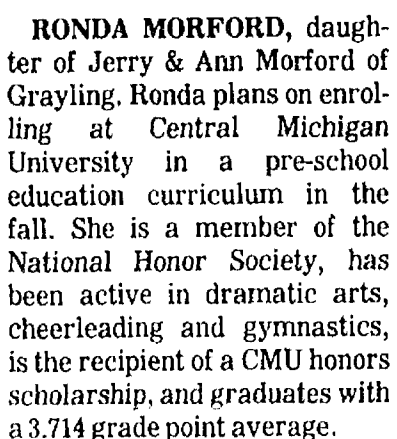 RONDA MORFORD, daugh-
ter of Jerry & Ann Morford of
Grayling. Ronda plans on enrol-
ling at Central Michigan
University in a pre-school
education curriculum in the
fall. She is a member of the
National Honor Society, has
been active in dramatic arts,
cheerleading and gymnastics,
is the recipient of a CMU honors
scholarship, and graduates with
a 3.714 grade point average.